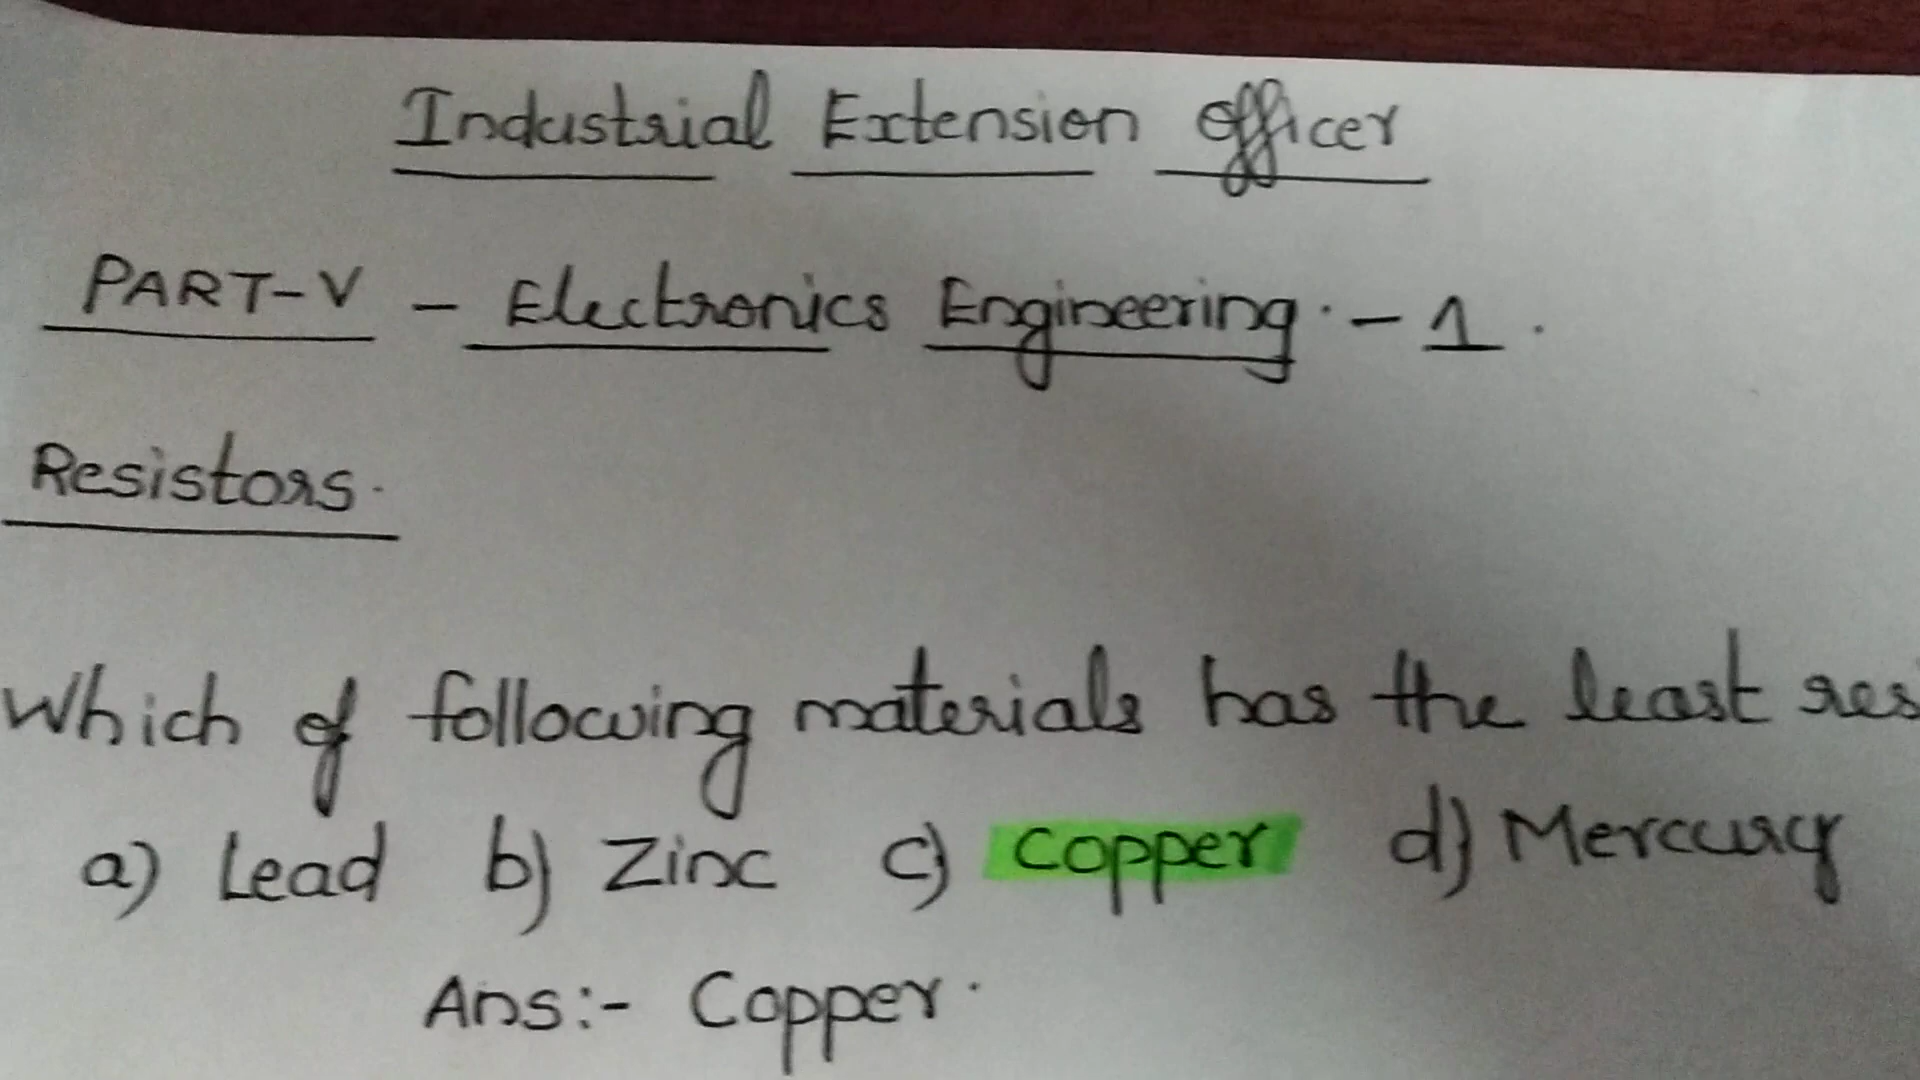 Industrial Extension Officer
PART-V - Electronics Engineering. - 1.
Resistors.
Which of following materials has the least res
a) Lead b) Zinc c) Copper d) Mercury
Ans:- Copper.